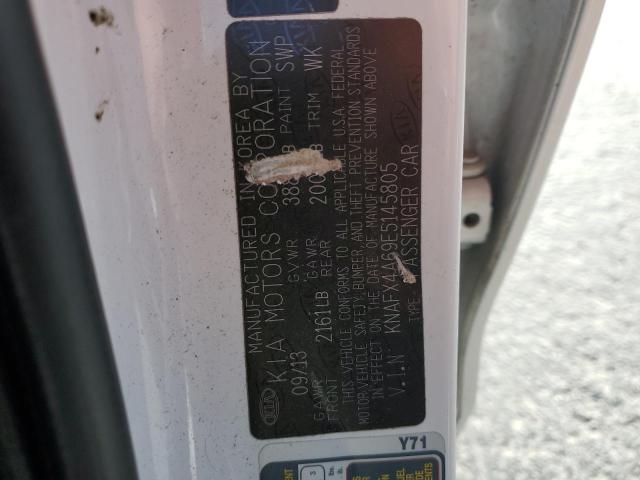 MANUFACTURED IN KOREA BY
KIA MOTORS CORPORATION
09/13 GVWR PAINT SWP
2161LB GAWR REAR TRIM WK
GAWR FRONT
THIS VEHICLE CONFORMS TO ALL APPLICABLE U.S.A. FEDERAL
MOTOR VEHICLE SAFETY, BUMPER AND THEFT PREVENTION STANDARDS
IN EFFECT ON THE DATE OF MANUFACTURE SHOWN ABOVE
V.I.N: KNAFX4A69E5145805
TYPE: PASSENGER CAR
KIA
Y71